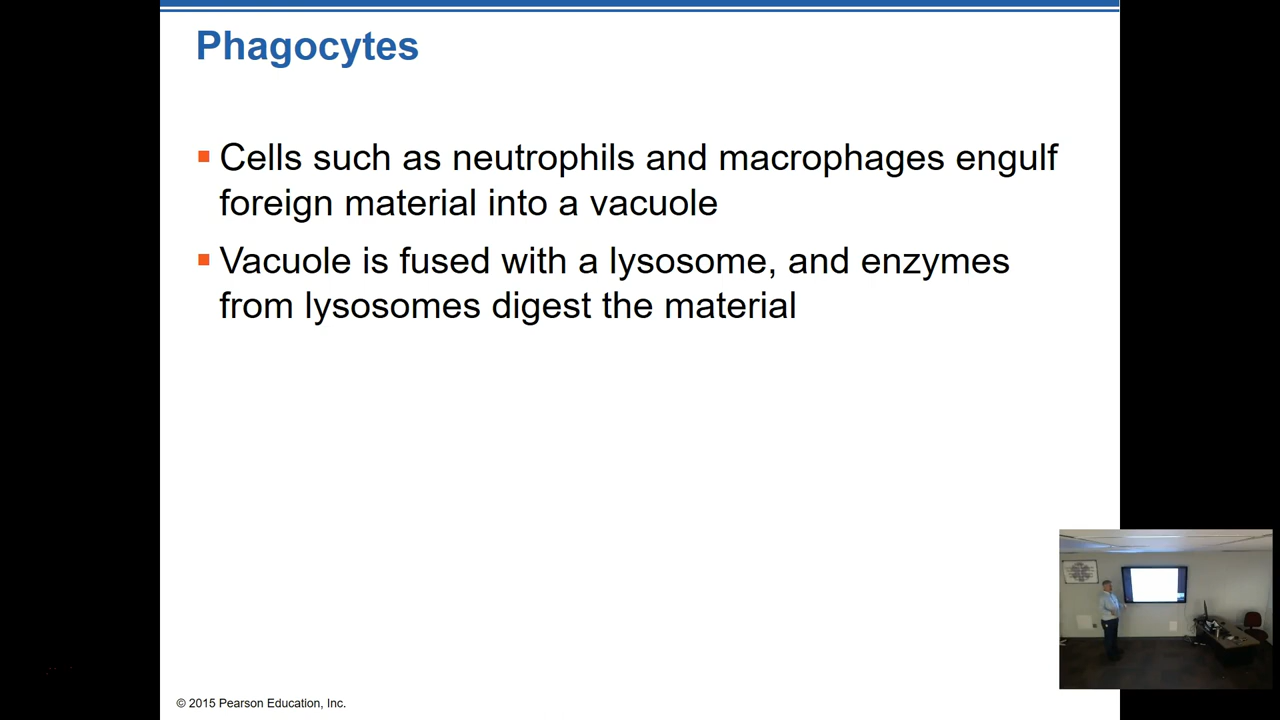 Phagocytes
Cells such as neutrophils and macrophages engulf
foreign material into a vacuole
Vacuole is fused with a lysosome, and enzymes
from lysosomes digest the material
© 2015 Pearson Education, Inc.